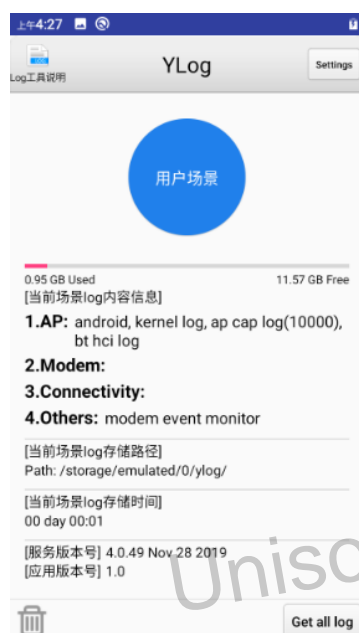 上午4:27
YLog
Settings
Log工具说明
用户场景
0.95 GB Used
11.57 GB Free
[当前场景log内容信息]
1.AP: android, kernel log, ap cap log(10000),
bt hci log
2.Modem:
3.Connectivity:
4.Others: modem event monitor
[当前场景log存储路径]
Path: /storage/emulated/0/ylog/
[当前场景log存储时间]
00 day 00:01
[服务版本号] 4.0.49 Nov 28 2019
[应用版本号] 1.0
Unisc
Get all log